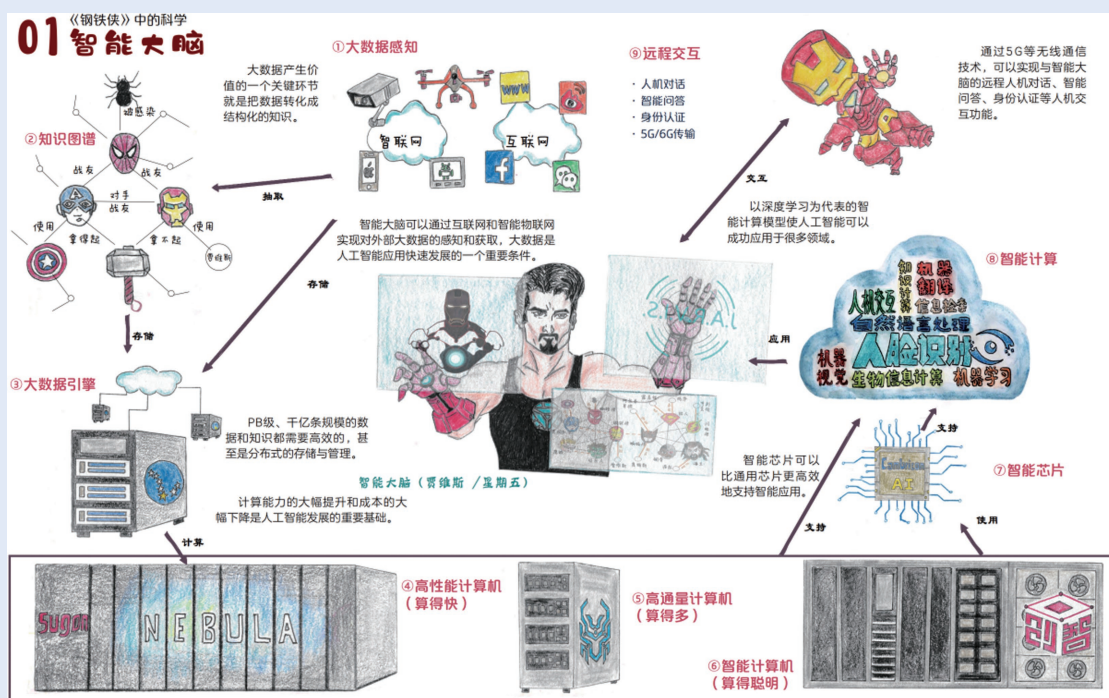 《钢铁侠》中的科学
01 智能大脑
大数据产生价
值的一个关键环节
就是把数据转化成
结构化的知识。
①大数据感知
智联网
WWW
互联网
⑨远程交互
· 人机对话
· 智能问答
· 身份认证
· 5G/6G传输
通过5G等无线通信
技术，可以实现与智能大
脑的远程人机对话、智能
问答、身份认证等人机交
互功能。
②知识图谱
被感染
战友
战友
对手
战友
使用
使用
拿得起
拿不起
贾维斯
抽取
存储
存储
交互
智能大脑可以通过互联网和智能物联网
实现对外部大数据的感知和获取，大数据是
人工智能应用快速发展的一个重要条件。
以深度学习为代表的智
能计算模型使人工智能可以
成功应用于很多领域。
⑧智能计算
知识计算
机器
翻译
人机交互
信息检索
自然语言处理
人脸识别
机器
视觉
生物信息计算
机器学习
应用
J.A.R.V.I.S
③大数据引擎
PB级、千亿条规模的数
据和知识都需要高效的，甚
至是分布式的存储与管理。
计算能力的大幅提升和成本的大
幅下降是人工智能发展的重要基础。
智能大脑（贾维斯 /星期五）
智能芯片可以
比通用芯片更高效
地支持智能应用。
支持
支持
⑦智能芯片
AI
使用
计算
Sugon
NEBULA
④高性能计算机
（算得快）
⑤高通量计算机
（算得多）
⑥智能计算机
（算得聪明）
创智